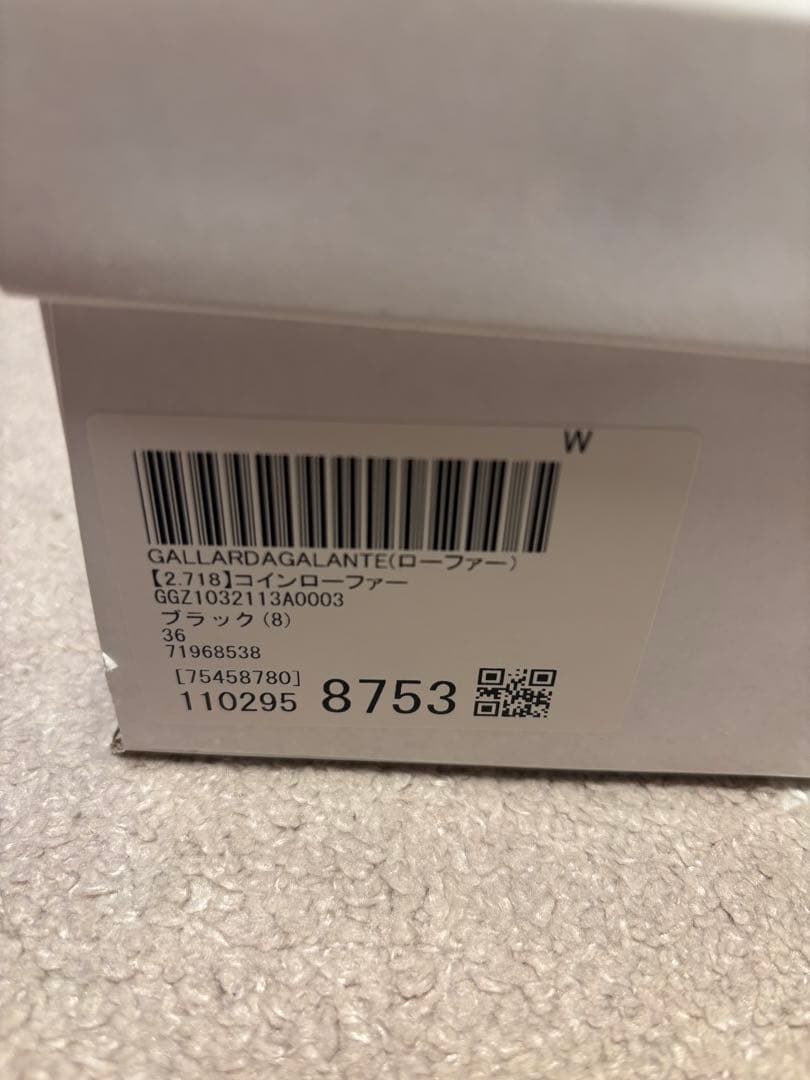 W
GALLARDAGALANTE(ローファー)
【2.718】コインローファー
GGZ1032113A0003
ブラック(8)
36
71968538
[75458780]
110295 8753